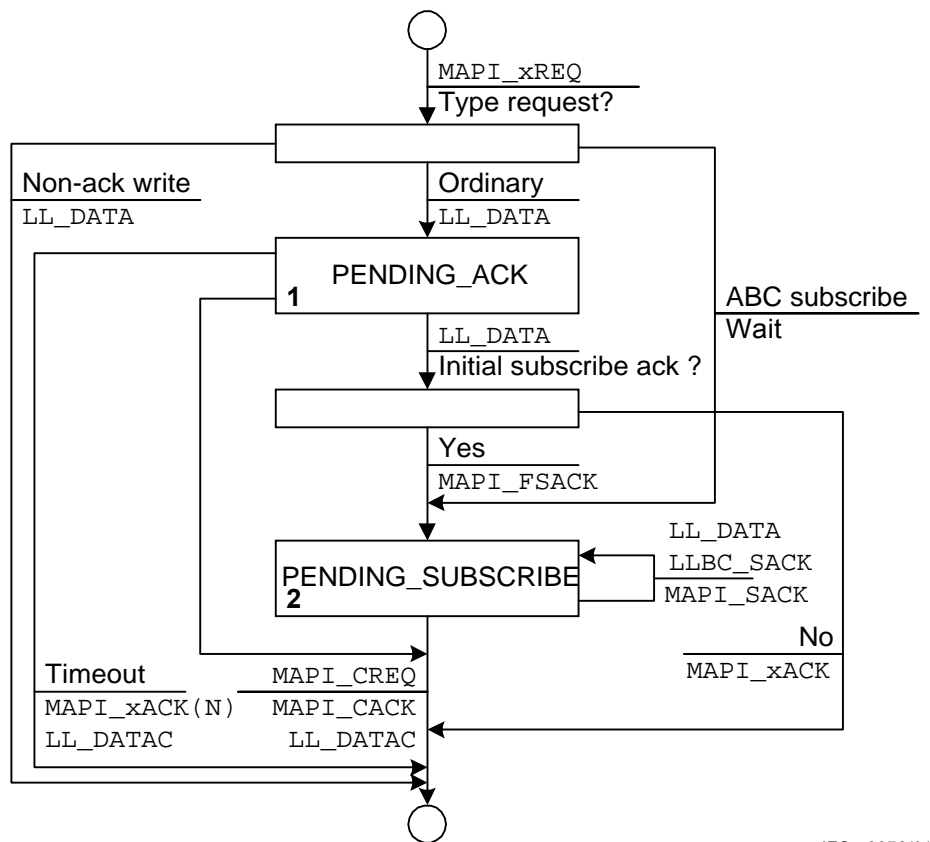 MAPI_xREQ
Type request?
Non-ack write
LL_DATA
Ordinary
LL_DATA
PENDING_ACK
1
ABC subscribe
Wait
LL_DATA
Initial subscribe ack ?
Yes
MAPI_FSACK
LL_DATA
LLBC_SACK
MAPI_SACK
PENDING_SUBSCRIBE
2
No
MAPI_xACK
Timeout
MAPI_xACK(N)
LL_DATAC
MAPI_CREQ
MAPI_CACK
LL_DATAC